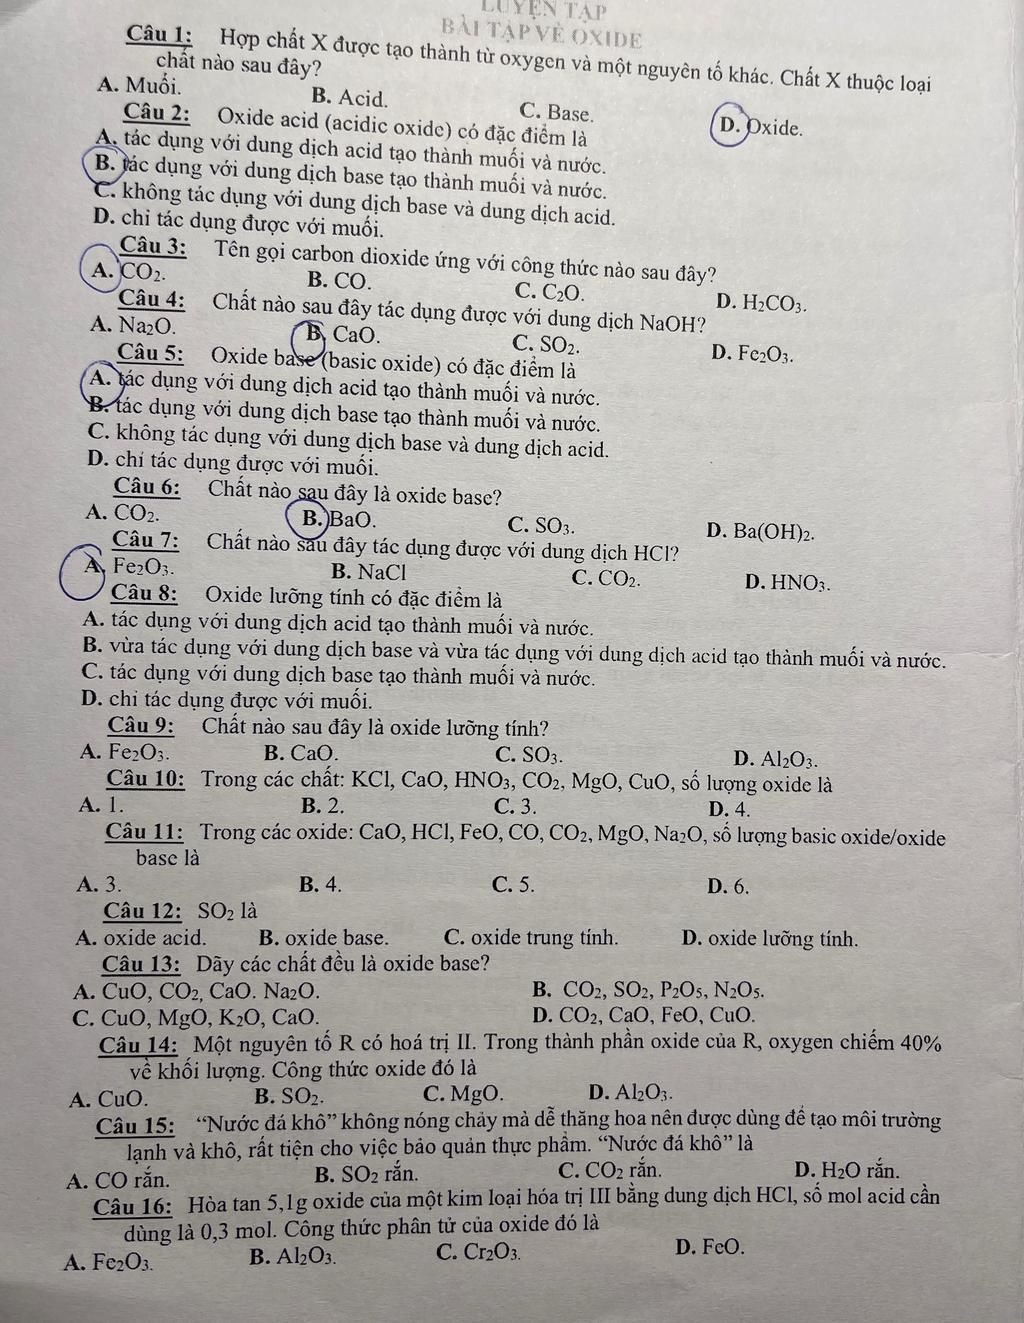 LUYỆN TẬP
BÀI TẬP VỀ OXIDE
Câu 1: Hợp chất X được tạo thành từ oxygen và một nguyên tố khác. Chất X thuộc loại
chất nào sau đây?
A. Muối. B. Acid. C. Base. D. Oxide.
Câu 2: Oxide acid (acidic oxide) có đặc điểm là
A. tác dụng với dung dịch acid tạo thành muối và nước.
B. tác dụng với dung dịch base tạo thành muối và nước.
C. không tác dụng với dung dịch base và dung dịch acid.
D. chỉ tác dụng được với muối.
Câu 3: Tên gọi carbon dioxide ứng với công thức nào sau đây?
A. CO₂. B. CO. C. C₂O. D. H₂CO₃.
Câu 4: Chất nào sau đây tác dụng được với dung dịch NaOH?
A. Na₂O. B. CaO. C. SO₂. D. Fe₂O₃.
Câu 5: Oxide base (basic oxide) có đặc điểm là
A. tác dụng với dung dịch acid tạo thành muối và nước.
B. tác dụng với dung dịch base tạo thành muối và nước.
C. không tác dụng với dung dịch base và dung dịch acid.
D. chỉ tác dụng được với muối.
Câu 6: Chất nào sau đây là oxide base?
A. CO₂. B. BaO. C. SO₃. D. Ba(OH)₂.
Câu 7: Chất nào sau đây tác dụng được với dung dịch HCl?
A. Fe₂O₃. B. NaCl C. CO₂. D. HNO₃.
Câu 8: Oxide lưỡng tính có đặc điểm là
A. tác dụng với dung dịch acid tạo thành muối và nước.
B. vừa tác dụng với dung dịch base và vừa tác dụng với dung dịch acid tạo thành muối và nước.
C. tác dụng với dung dịch base tạo thành muối và nước.
D. chỉ tác dụng được với muối.
Câu 9: Chất nào sau đây là oxide lưỡng tính?
A. Fe₂O₃. B. CaO. C. SO₃. D. Al₂O₃.
Câu 10: Trong các chất: KCl, CaO, HNO₃, CO₂, MgO, CuO, số lượng oxide là
A. 1. B. 2. C. 3. D. 4.
Câu 11: Trong các oxide: CaO, HCl, FeO, CO, CO₂, MgO, Na₂O, số lượng basic oxide/oxide
base là
A. 3. B. 4. C. 5. D. 6.
Câu 12: SO₂ là
A. oxide acid. B. oxide base. C. oxide trung tính. D. oxide lưỡng tính.
Câu 13: Dãy các chất đều là oxide base?
A. CuO, CO₂, CaO. Na₂O. B. CO₂, SO₂, P₂O₅, N₂O₅.
C. CuO, MgO, K₂O, CaO. D. CO₂, CaO, FeO, CuO.
Câu 14: Một nguyên tố R có hoá trị II. Trong thành phần oxide của R, oxygen chiếm 40%
về khối lượng. Công thức oxide đó là
A. CuO. B. SO₂. C. MgO. D. Al₂O₃.
Câu 15: “Nước đá khô” không nóng chảy mà dễ thăng hoa nên được dùng để tạo môi trường
lạnh và khô, rất tiện cho việc bảo quản thực phẩm. “Nước đá khô” là
A. CO rắn. B. SO₂ rắn. C. CO₂ rắn. D. H₂O rắn.
Câu 16: Hòa tan 5,1g oxide của một kim loại hóa trị III bằng dung dịch HCl, số mol acid cần
dùng là 0,3 mol. Công thức phân tử của oxide đó là
A. Fe₂O₃. B. Al₂O₃. C. Cr₂O₃. D. FeO.